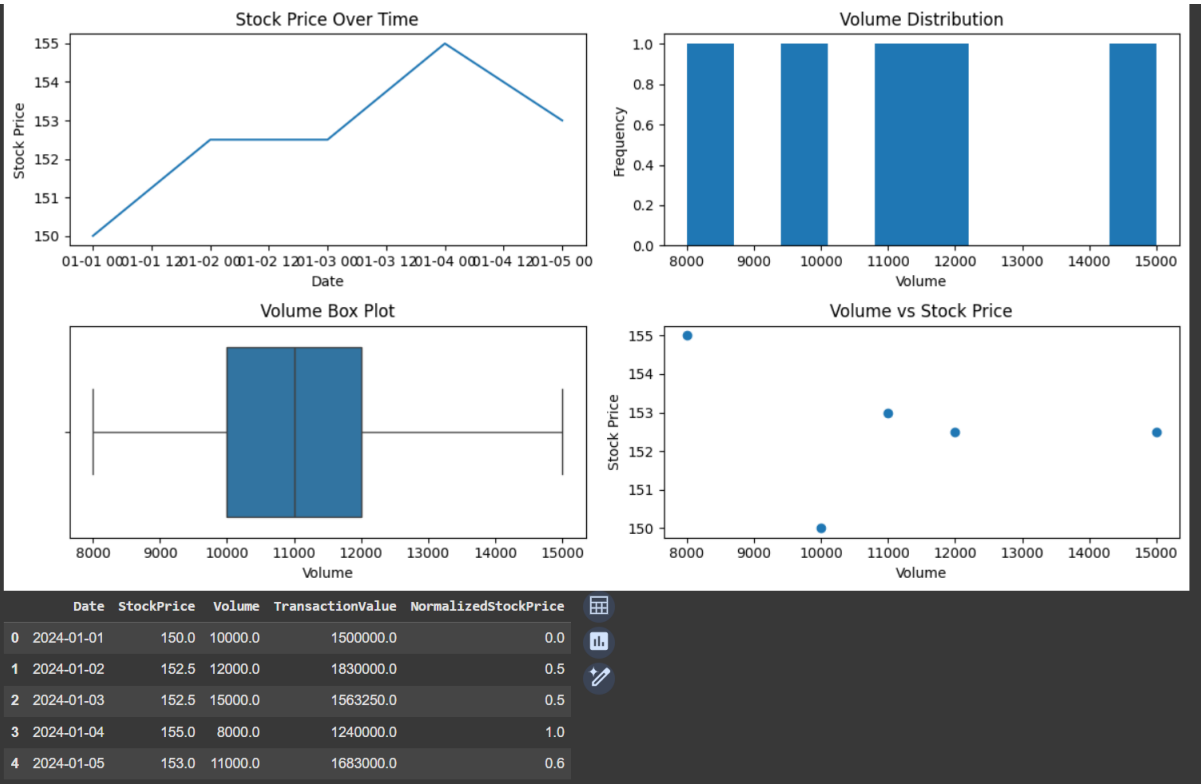 Stock Price Over Time
155
154
153
152
151
150
Stock Price
01-01 00 01-01 12 01-02 00 01-02 12 01-03 00 01-03 12 01-04 00 01-04 12 01-05 00
Date
Volume Distribution
1.0
0.8
0.6
0.4
0.2
0.0
Frequency
8000 9000 10000 11000 12000 13000 14000 15000
Volume
Volume Box Plot
8000 9000 10000 11000 12000 13000 14000 15000
Volume
Volume vs Stock Price
155
154
153
152
151
150
Stock Price
8000 9000 10000 11000 12000 13000 14000 15000
Volume
Date StockPrice Volume TransactionValue NormalizedStockPrice
0 2024-01-01 150.0 10000.0 1500000.0 0.0
1 2024-01-02 152.5 12000.0 1830000.0 0.5
2 2024-01-03 152.5 15000.0 1563250.0 0.5
3 2024-01-04 155.0 8000.0 1240000.0 1.0
4 2024-01-05 153.0 11000.0 1683000.0 0.6